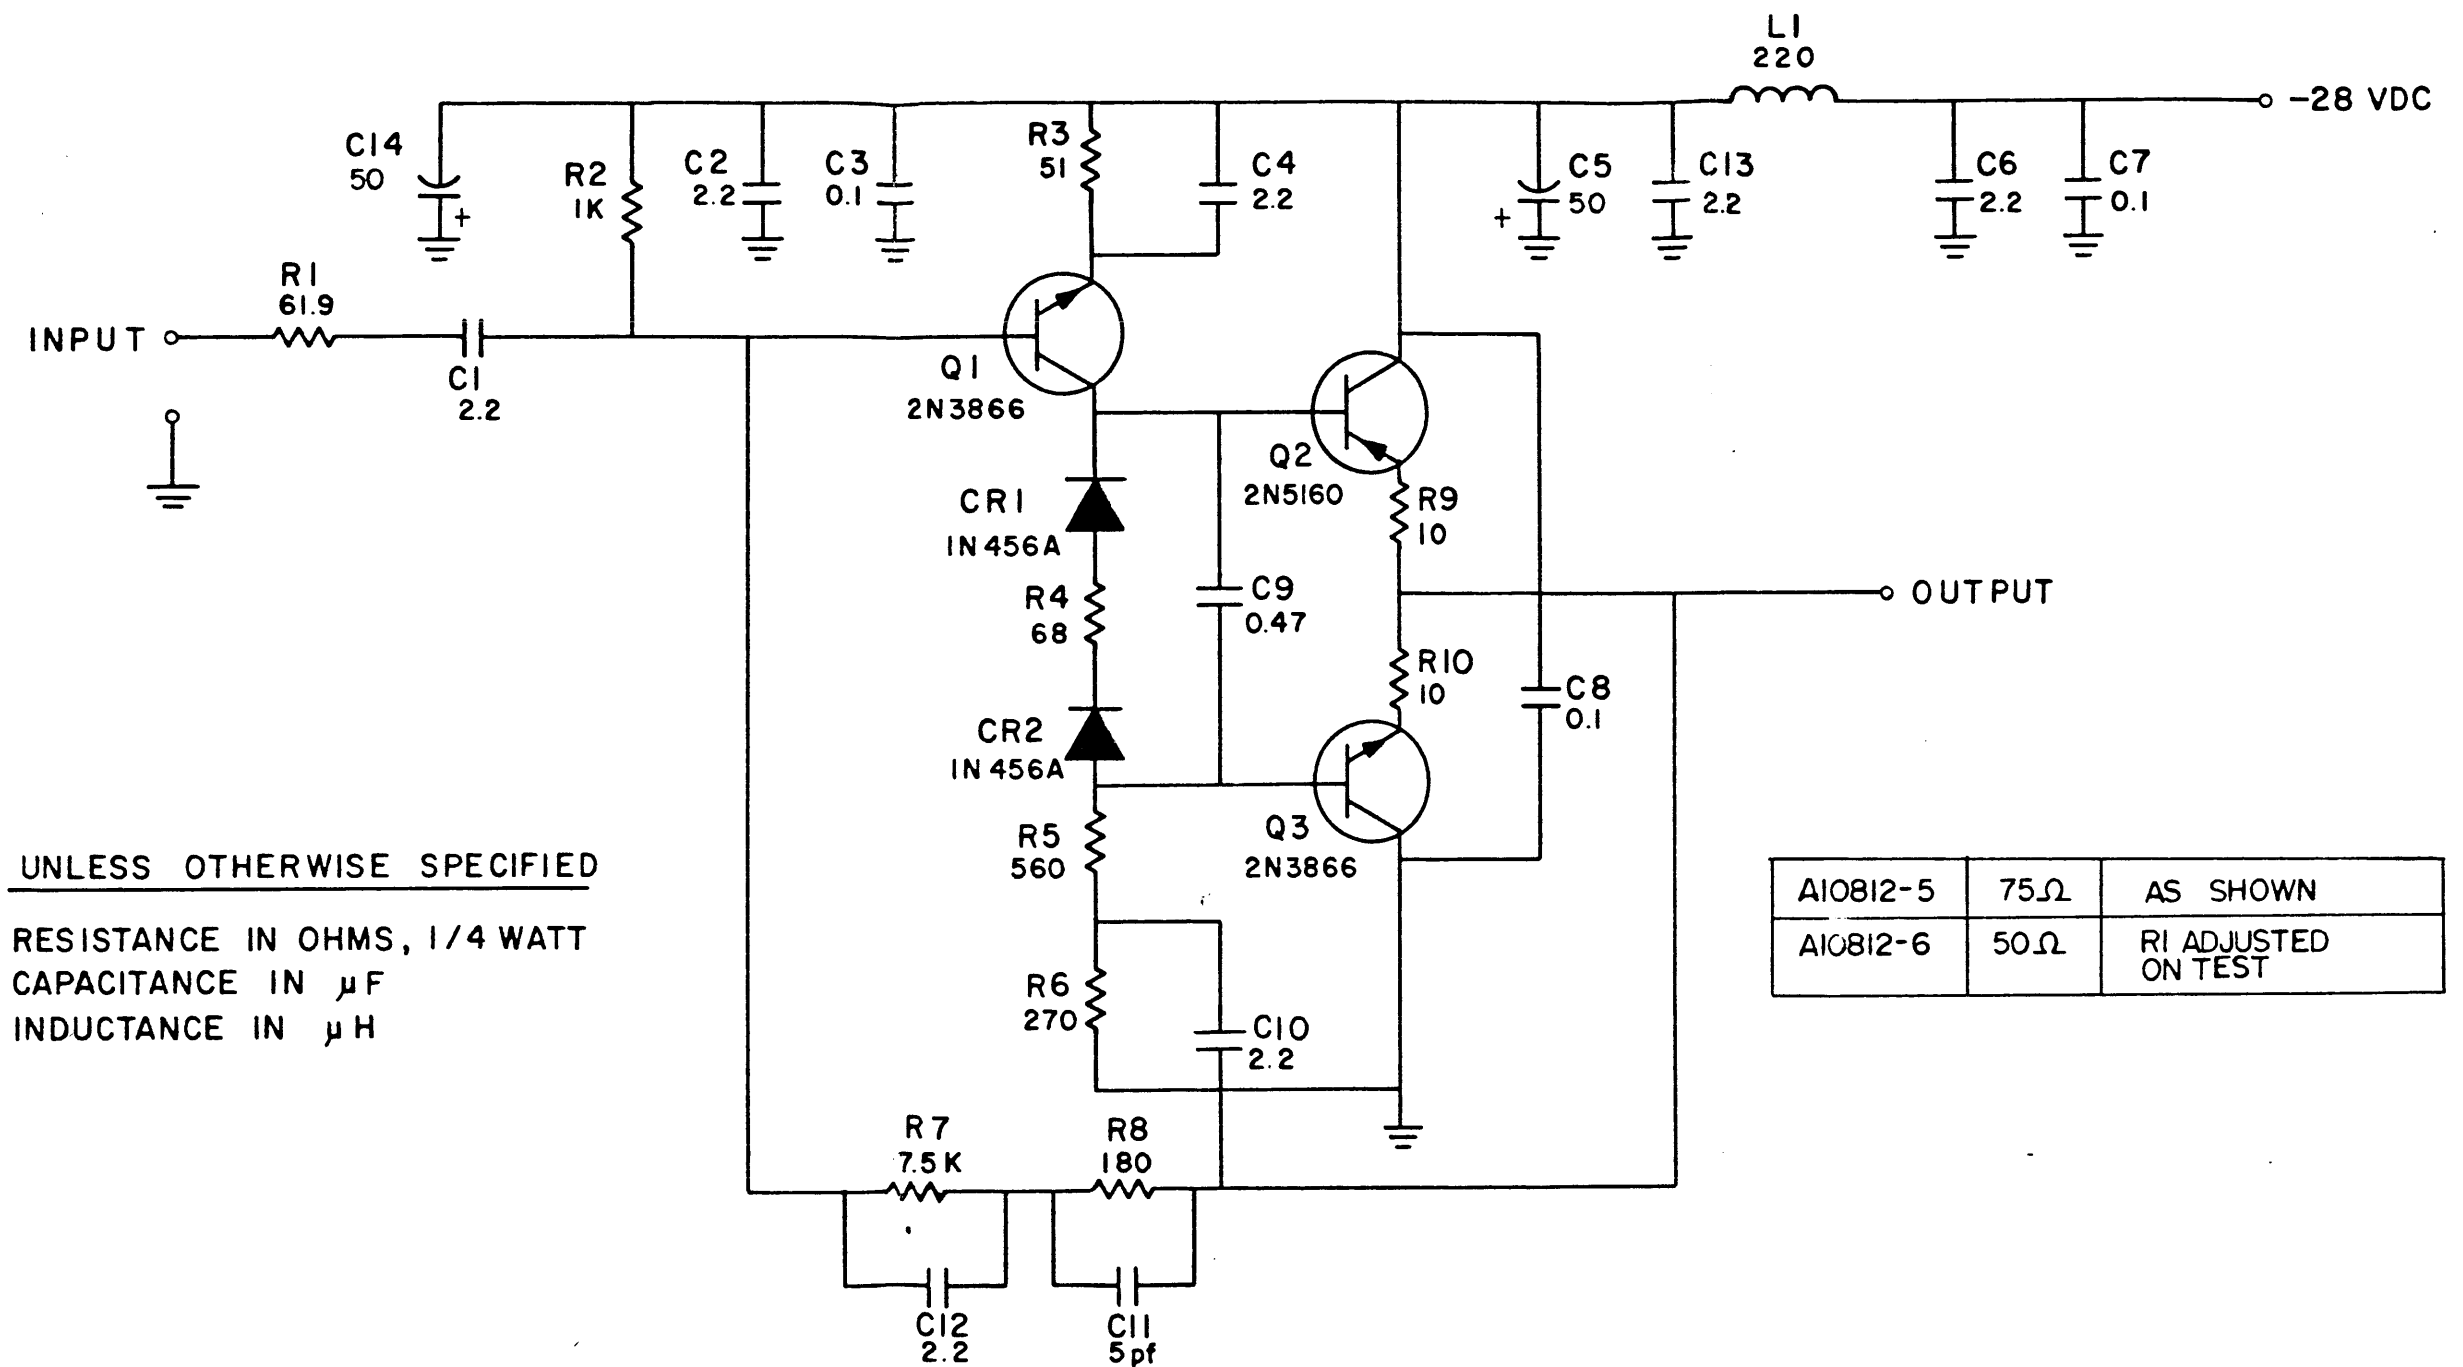 L1
220
-28 VDC
C14
50
+
R2
1K
C2
2.2
C3
0.1
R3
51
C4
2.2
C5
50
+
C13
2.2
C6
2.2
C7
0.1
R1
61.9
INPUT
C1
2.2
Q1
2N3866
Q2
2N5160
R9
10
CR1
1N456A
R4
68
C9
0.47
OUTPUT
R10
10
C8
0.1
CR2
1N456A
R5
560
Q3
2N3866
R6
270
C10
2.2
R7
7.5K
R8
180
C12
2.2
C11
5pf
UNLESS OTHERWISE SPECIFIED
RESISTANCE IN OHMS, 1/4 WATT
CAPACITANCE IN µF
INDUCTANCE IN µH
A10812-5 75Ω AS SHOWN
A10812-6 50Ω R1 ADJUSTED
ON TEST